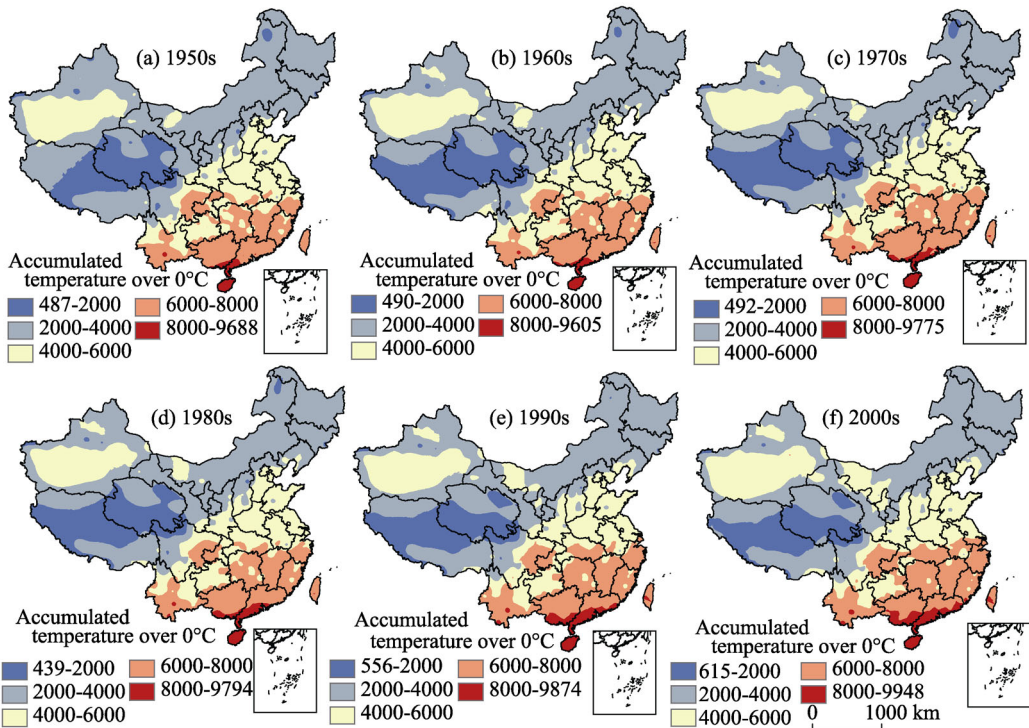 (a) 1950s
Accumulated
temperature over 0°C
487-2000
6000-8000
2000-4000
8000-9688
4000-6000
(b) 1960s
Accumulated
temperature over 0°C
490-2000
6000-8000
2000-4000
8000-9605
4000-6000
(c) 1970s
Accumulated
temperature over 0°C
492-2000
6000-8000
2000-4000
8000-9775
4000-6000
(d) 1980s
Accumulated
temperature over 0°C
439-2000
6000-8000
2000-4000
8000-9794
4000-6000
(e) 1990s
Accumulated
temperature over 0°C
556-2000
6000-8000
2000-4000
8000-9874
4000-6000
(f) 2000s
Accumulated
temperature over 0°C
615-2000
6000-8000
2000-4000
8000-9948
4000-6000
0 1000 km